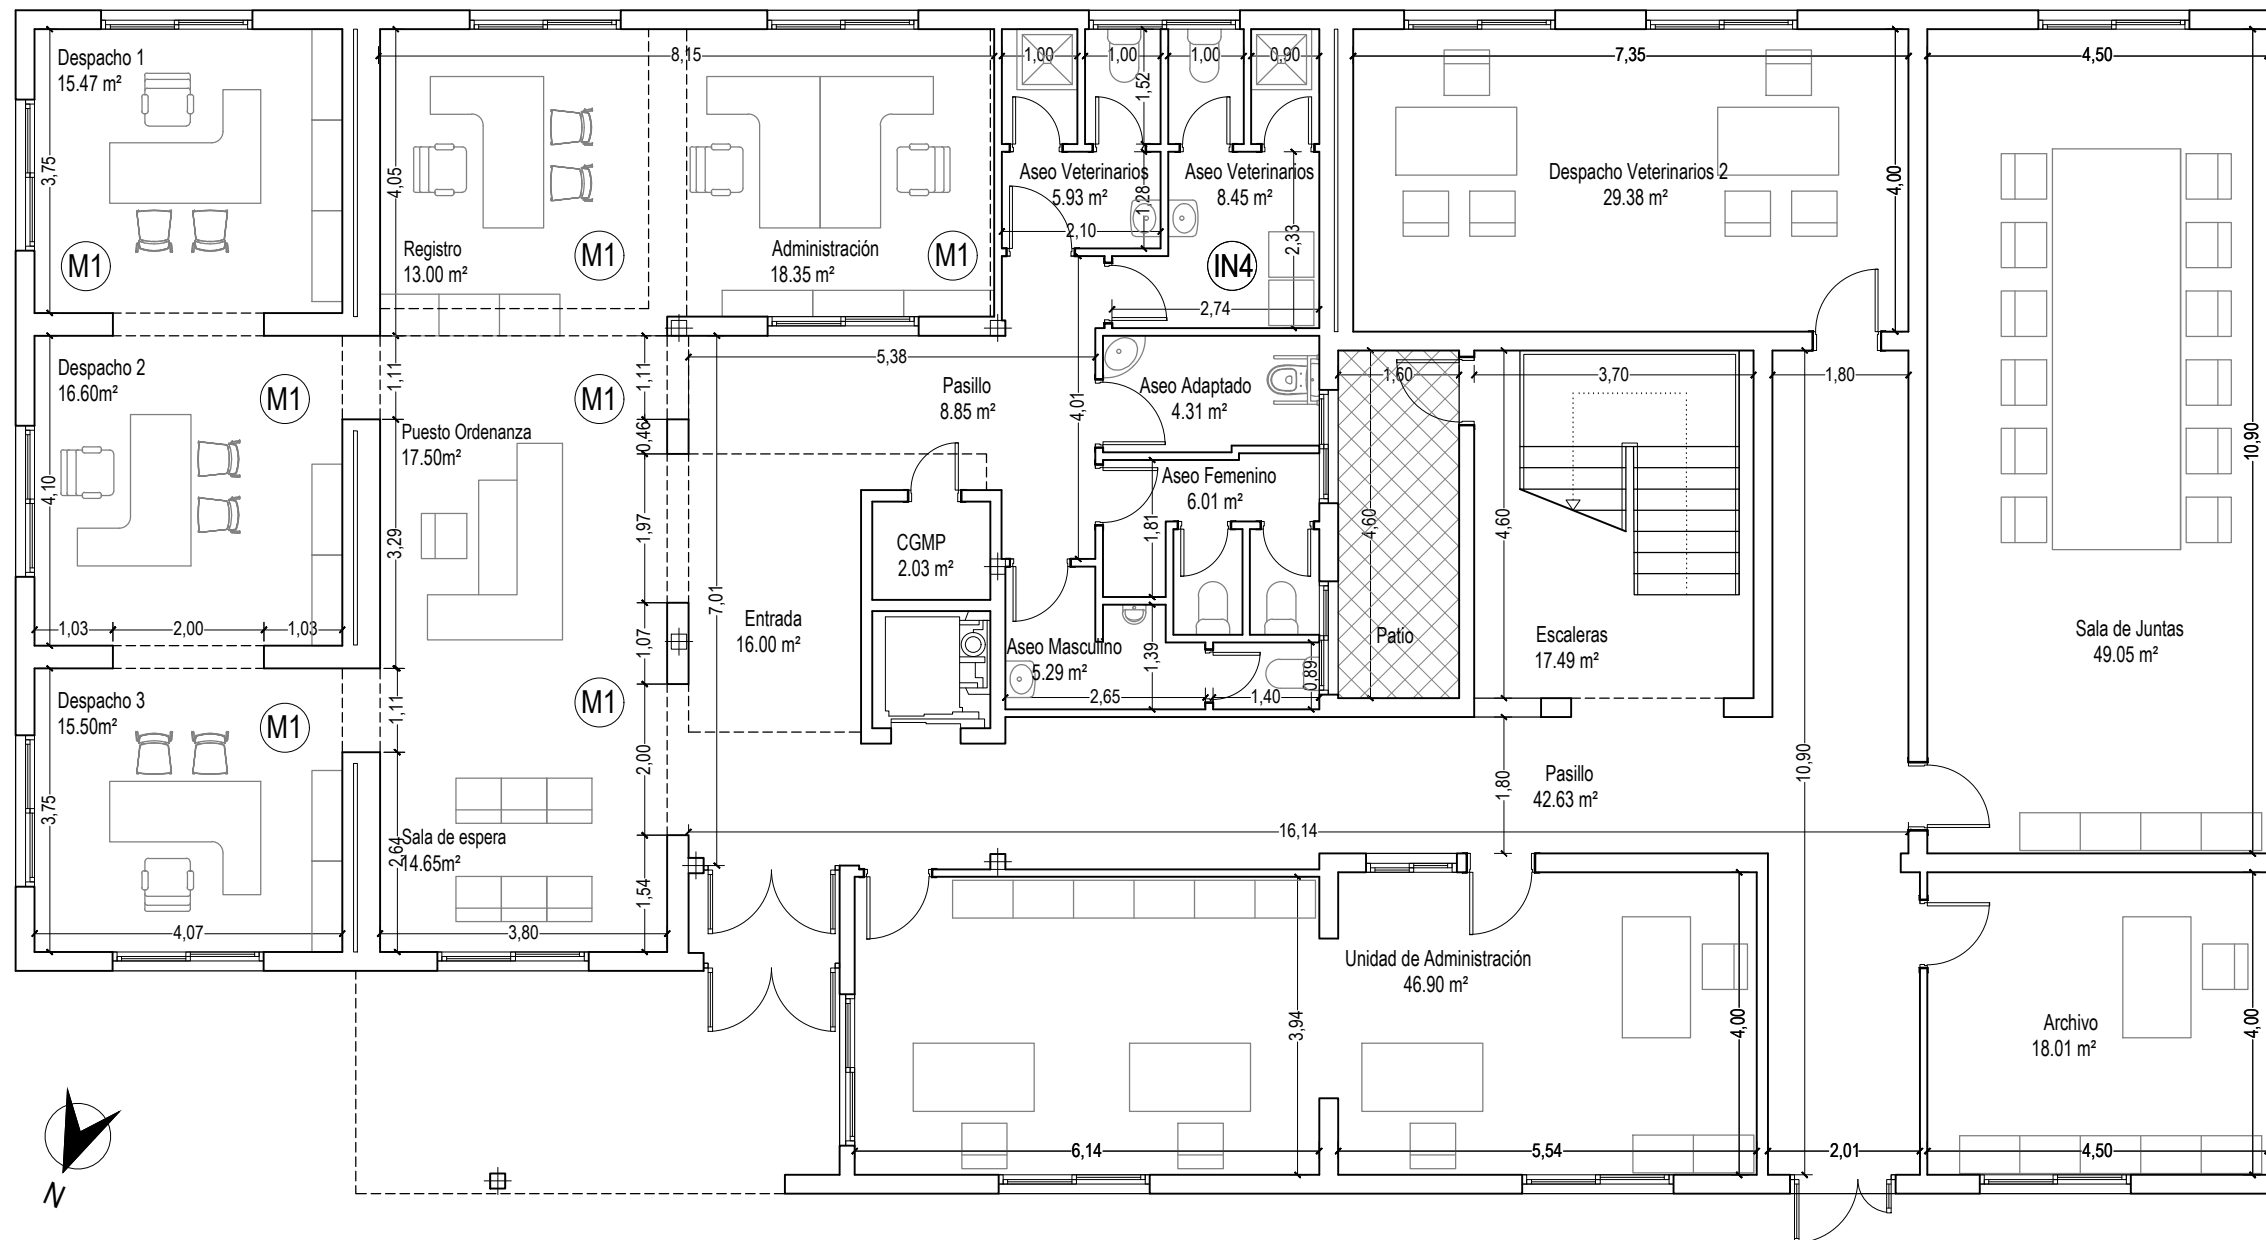 Despacho 1
15.47 m²
3,75
M1
8,15
4,05
Registro
13.00 m²
M1
Administración
18.35 m²
M1
1,00
1,00
1,00
0,90
1,52
Aseo Veterinarios
5.93 m²
1,28
2,10
Aseo Veterinarios
8.45 m²
IN4
2,33
2,74
7,35
Despacho Veterinarios 2
29.38 m²
4,00
4,50
Despacho 2
16.60m²
M1
4,10
1,03
2,00
1,03
1,11
Puesto Ordenanza
17.50m²
3,29
M1
1,11
0,46
1,97
1,07
2,00
1,54
5,38
Pasillo
8.85 m²
4,01
7,01
CGMP
2.03 m²
Entrada
16.00 m²
Aseo Adaptado
4.31 m²
Aseo Femenino
6.01 m²
1,81
Aseo Masculino
5.29 m²
1,39
2,65
1,40
0,89
1,60
4,60
Patio
3,70
4,60
Escaleras
17.49 m²
1,80
10,90
Sala de Juntas
49.05 m²
Despacho 3
15.50m²
M1
3,75
4,07
1,11
2,64
M1
Sala de espera
14.65m²
3,80
Pasillo
42.63 m²
1,80
10,90
16,14
Unidad de Administración
46.90 m²
3,94
4,00
6,14
5,54
2,01
Archivo
18.01 m²
4,00
4,50
N